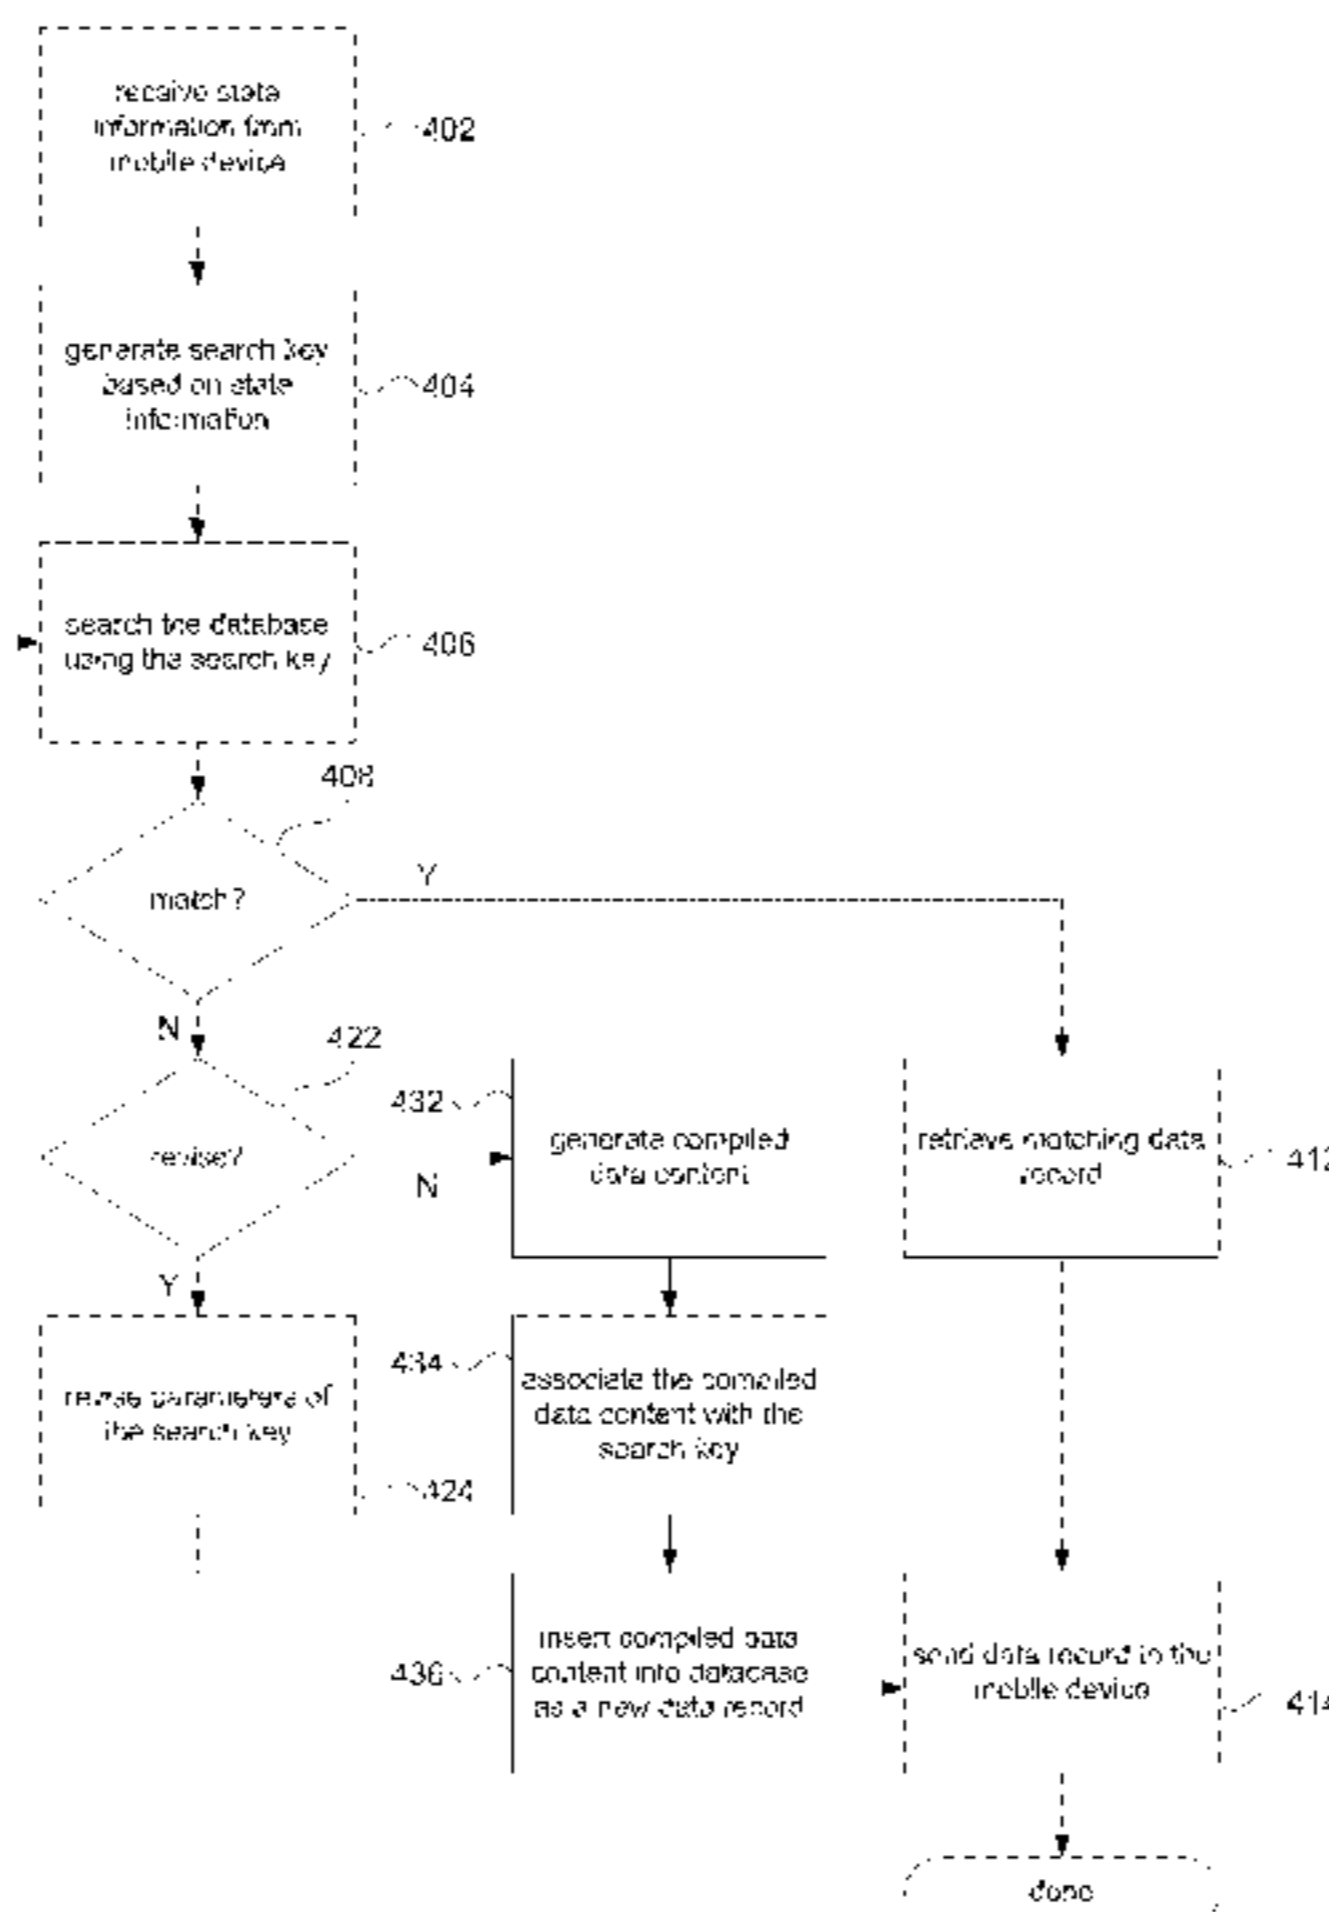 receive state
information from
mobile device
402
generate search key
based on state
information
404
search the database
using the search key
406
408
match?
Y
N
422
revise?
N
Y
432
generate compiled
data content
retrieve matching data
record
412
revise parameters of
the search key
424
434
associate the compiled
data content with the
search key
436
insert compiled data
content into database
as a new data record
send data record to the
mobile device
414
done